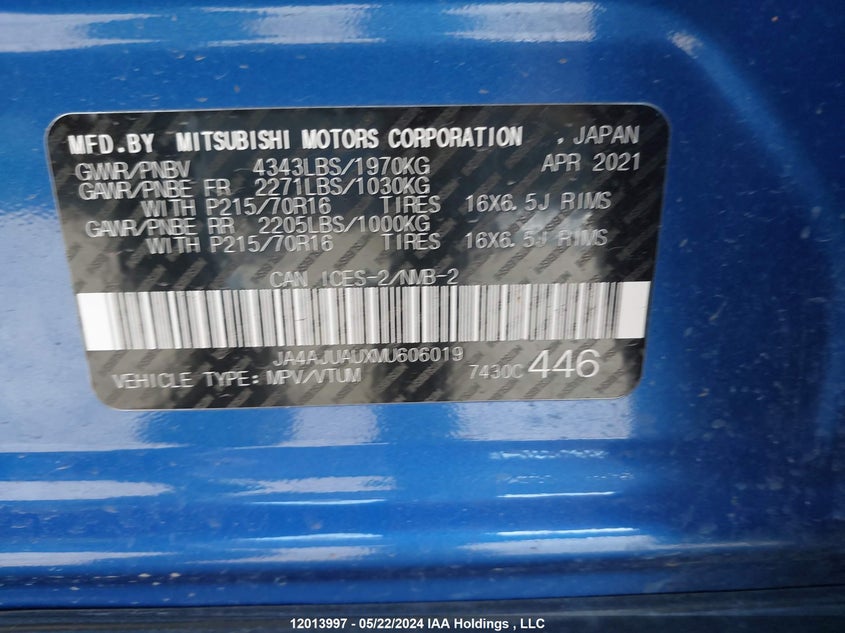 MFD.BY MITSUBISHI MOTORS CORPORATION , JAPAN
GVWR/PNBV 4343LBS/1970KG APR 2021
GAWR/PNBE FR 2271LBS/1030KG
WITH P215/70R16 TIRES 16X6.5J RIMS
GAWR/PNBE RR 2205LBS/1000KG
WITH P215/70R16 TIRES 16X6.5J RIMS
CAN ICES-2/NMB-2
JA4AJUAUXMU606019
VEHICLE TYPE:MPV/VTUM 7430C 446
12013997 - 05/22/2024 IAA Holdings , LLC